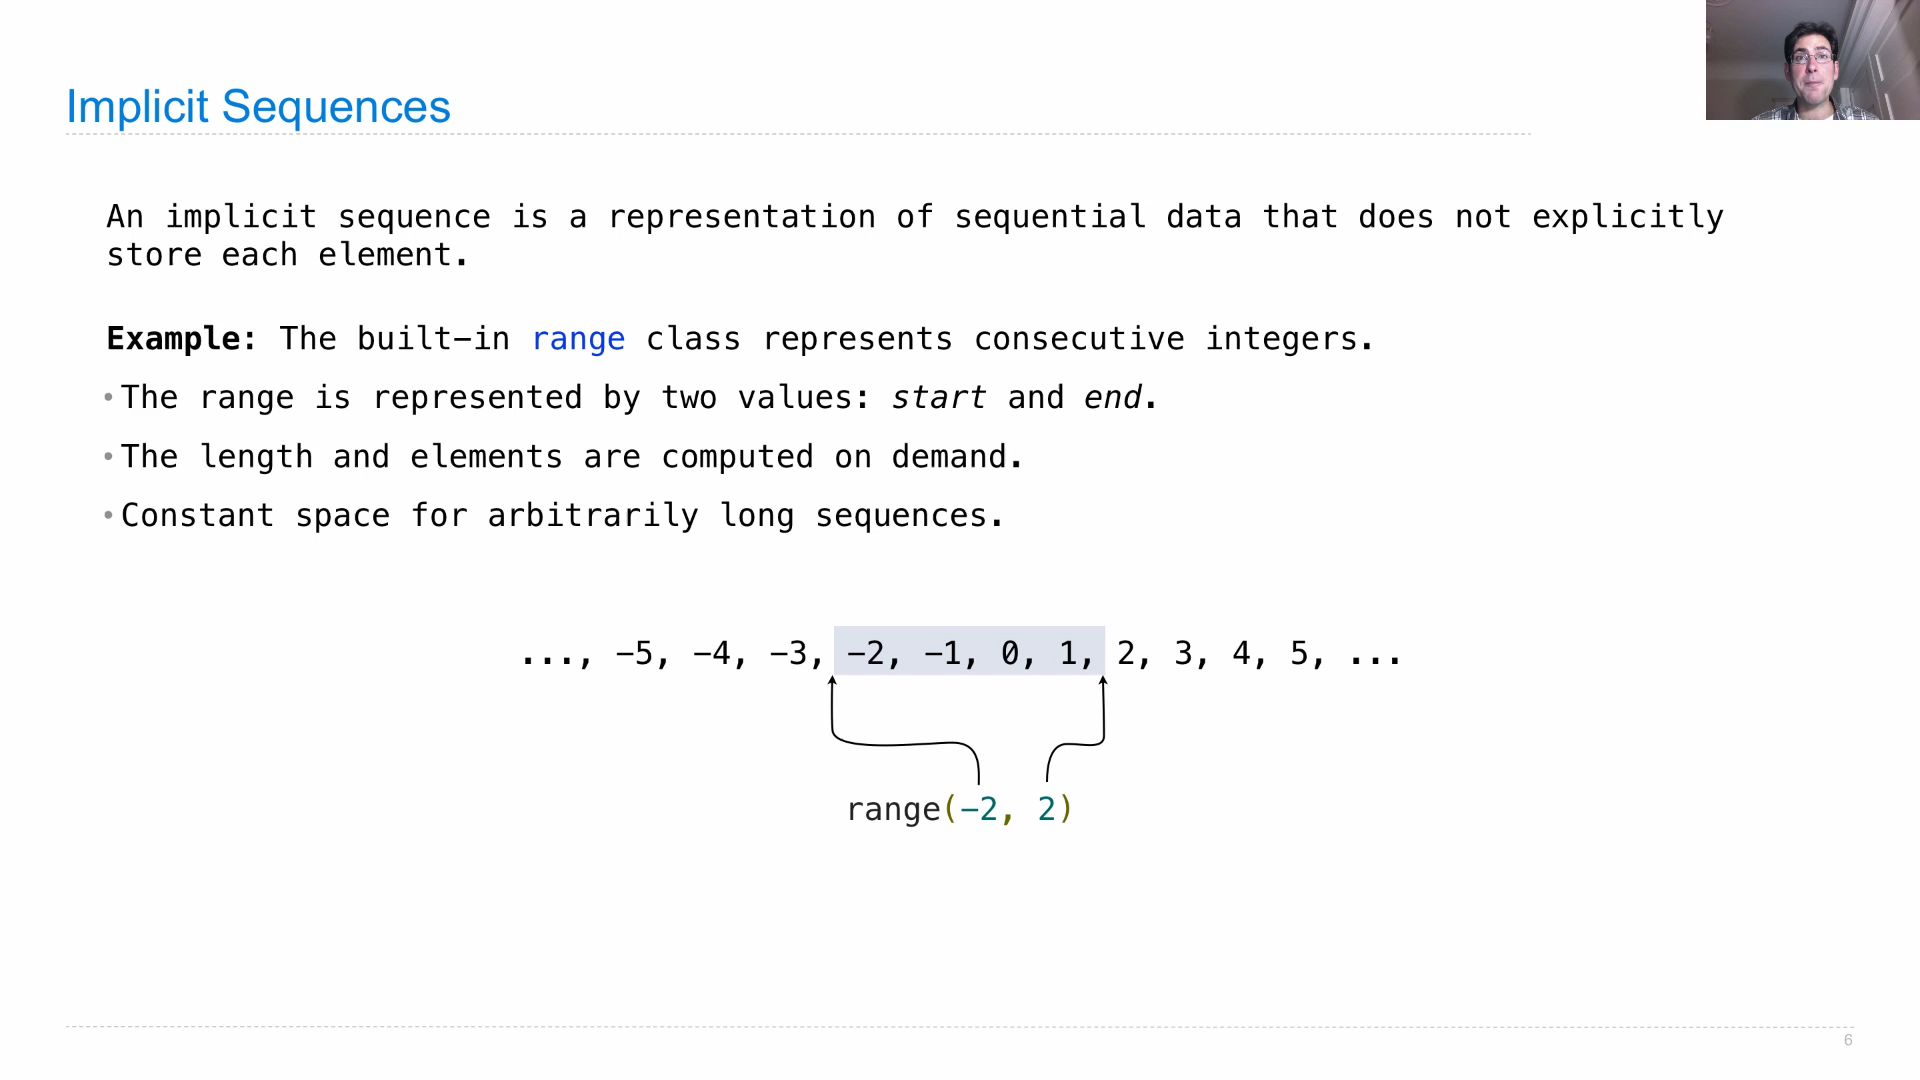 Implicit Sequences
An implicit sequence is a representation of sequential data that does not explicitly
store each element.
Example: The built-in range class represents consecutive integers.
•The range is represented by two values: start and end.
•The length and elements are computed on demand.
•Constant space for arbitrarily long sequences.
..., −5, −4, −3, −2, −1, 0, 1, 2, 3, 4, 5, ...
range(−2, 2)
6